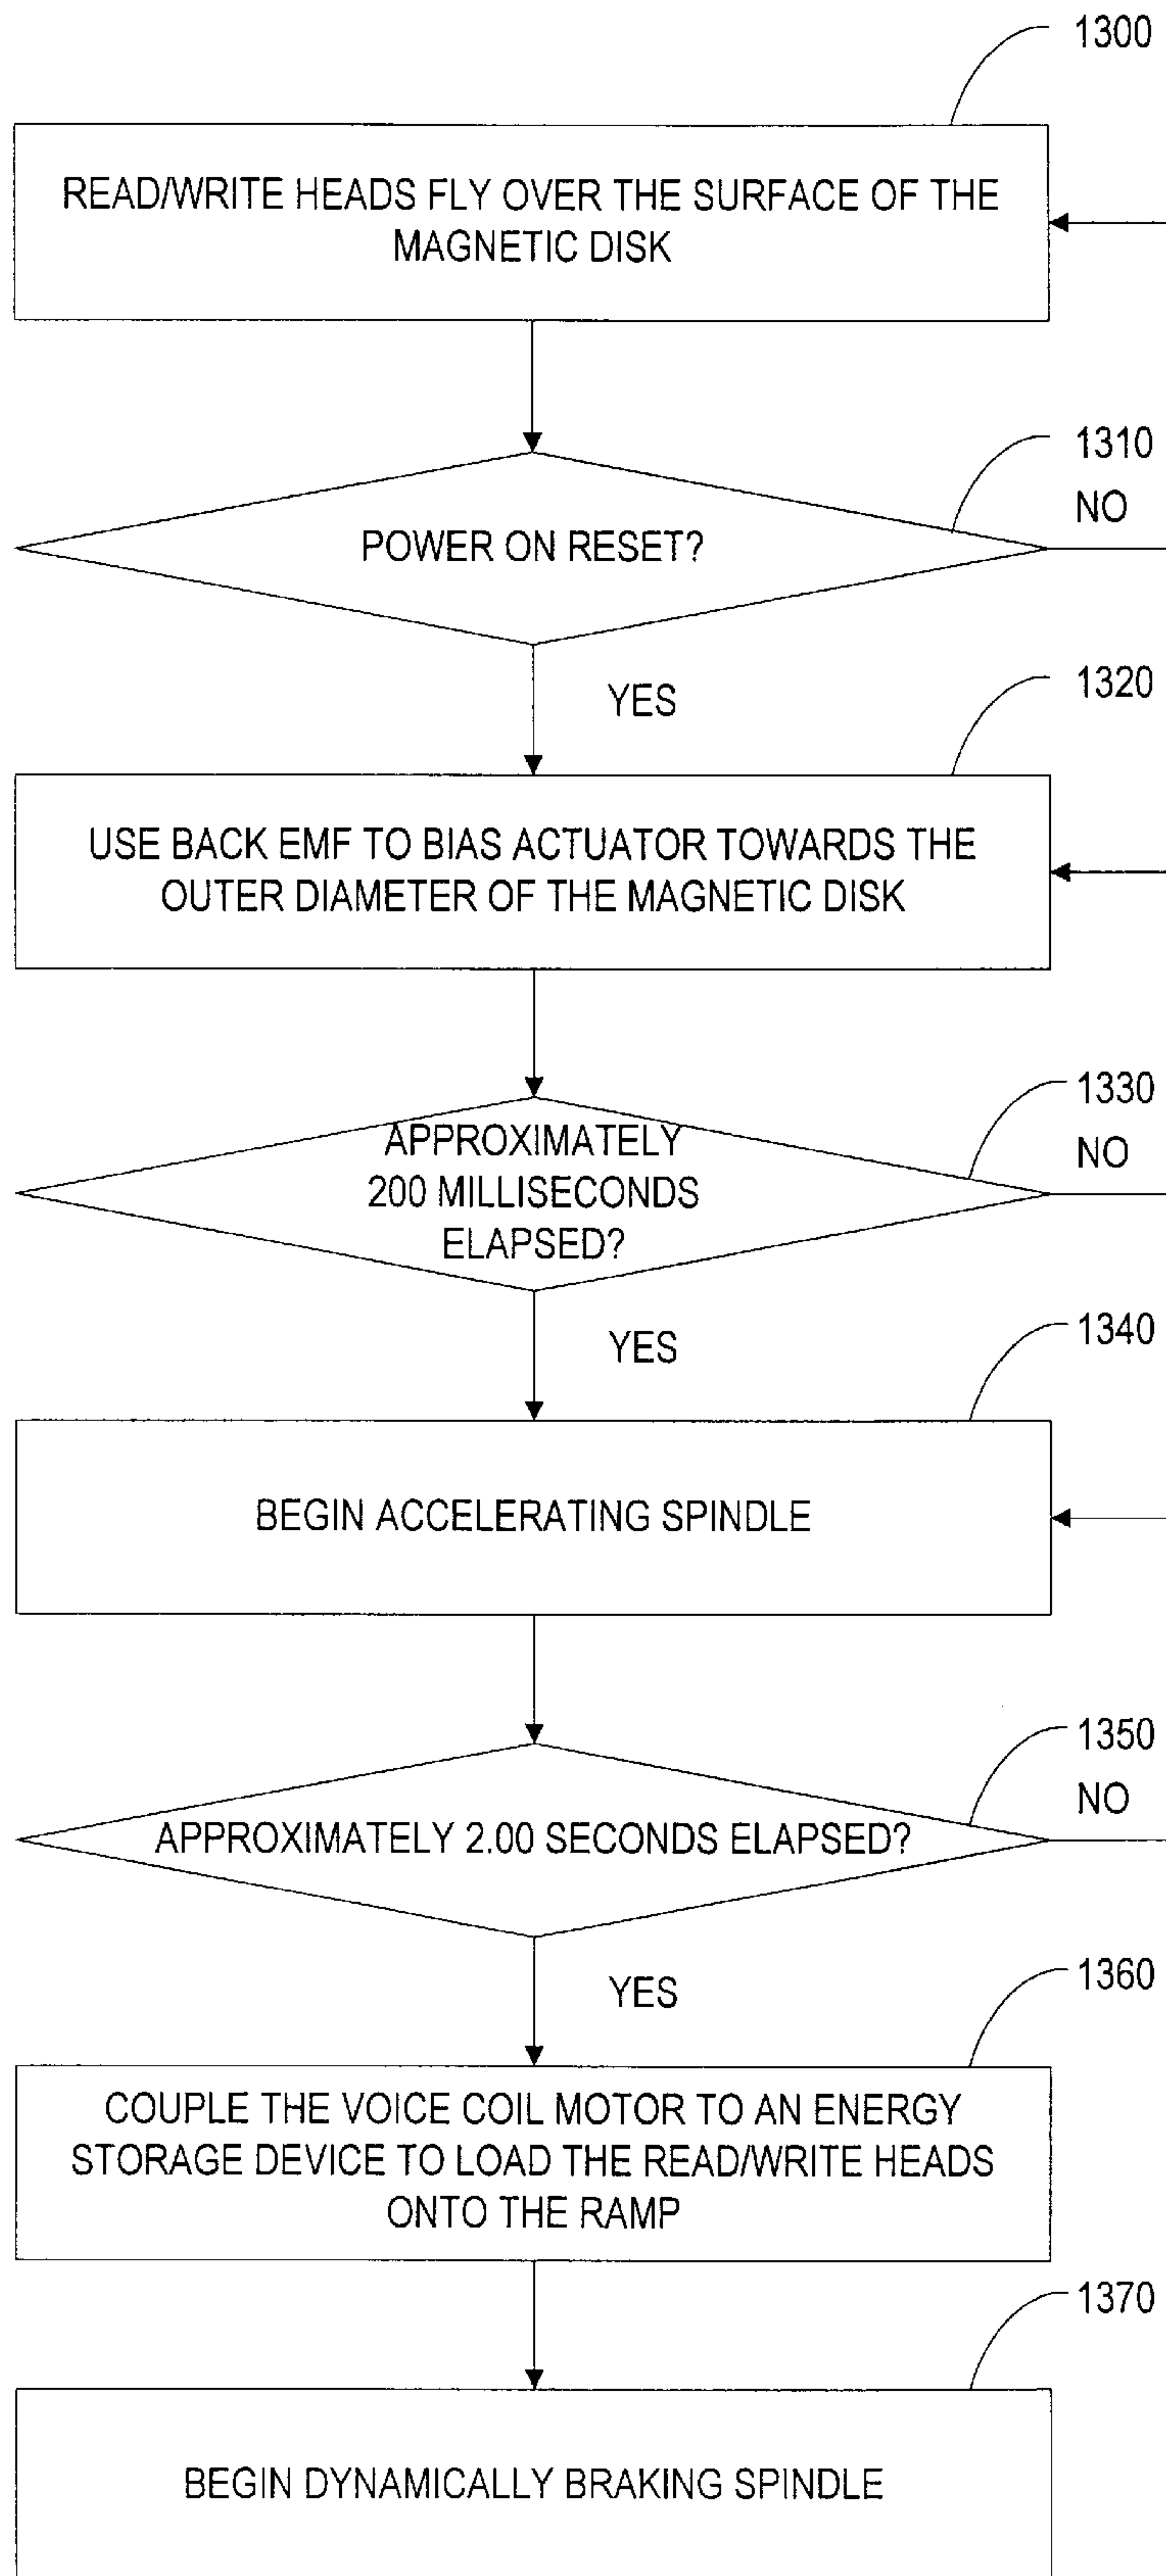 1300
READ/WRITE HEADS FLY OVER THE SURFACE OF THE
MAGNETIC DISK
1310
NO
POWER ON RESET?
YES
1320
USE BACK EMF TO BIAS ACTUATOR TOWARDS THE
OUTER DIAMETER OF THE MAGNETIC DISK
1330
NO
APPROXIMATELY
200 MILLISECONDS
ELAPSED?
YES
1340
BEGIN ACCELERATING SPINDLE
1350
NO
APPROXIMATELY 2.00 SECONDS ELAPSED?
YES
1360
COUPLE THE VOICE COIL MOTOR TO AN ENERGY
STORAGE DEVICE TO LOAD THE READ/WRITE HEADS
ONTO THE RAMP
1370
BEGIN DYNAMICALLY BRAKING SPINDLE